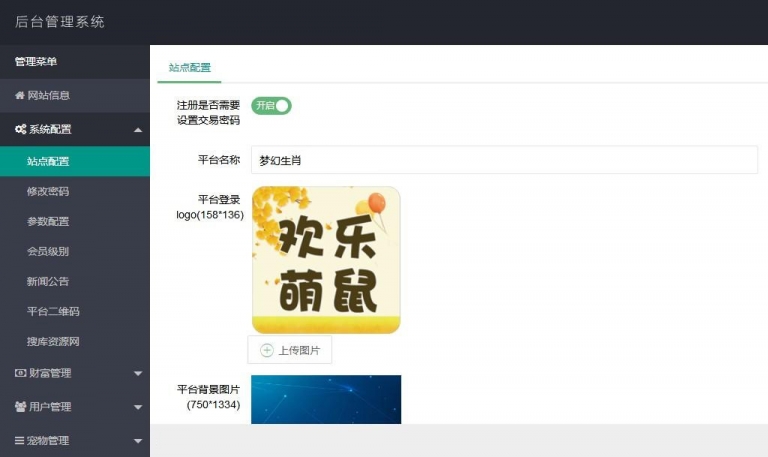 后台管理系统
管理菜单
网站信息
系统配置
站点配置
修改密码
参数配置
会员级别
新闻公告
平台二维码
搜库资源网
财富管理
用户管理
宠物管理
站点配置
注册是否需要
设置交易密码
开启
平台名称
梦幻生肖
平台登录
logo(158*136)
欢乐
萌鼠
上传图片
平台背景图片
(750*1334)